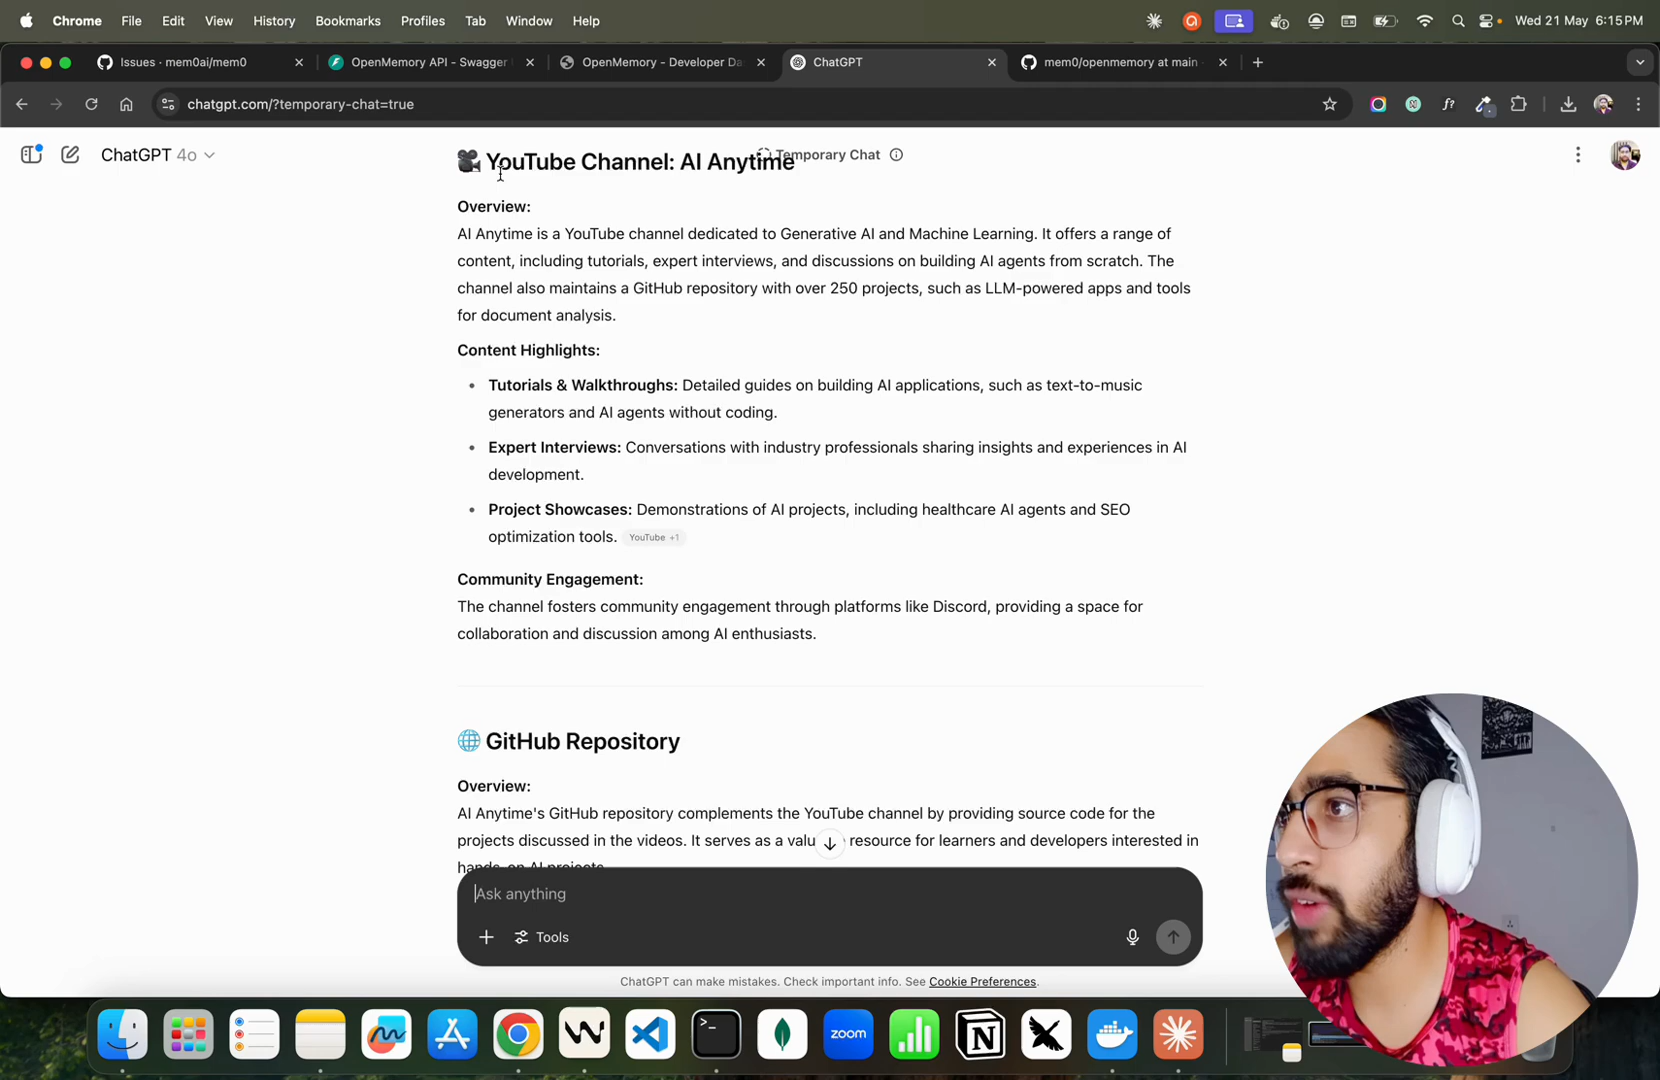 Chrome File Edit View History Bookmarks Profiles Tab Window Help Wed 21 May 6:15 PM
Issues · mem0ai/mem0 OpenMemory API - Swagger OpenMemory - Developer Da ChatGPT mem0/openmemory at main
chatgpt.com/?temporary-chat=true
ChatGPT 4o
Temporary Chat
YouTube Channel: AI Anytime
Overview:
AI Anytime is a YouTube channel dedicated to Generative AI and Machine Learning. It offers a range of
content, including tutorials, expert interviews, and discussions on building AI agents from scratch. The
channel also maintains a GitHub repository with over 250 projects, such as LLM-powered apps and tools
for document analysis.
Content Highlights:
• Tutorials & Walkthroughs: Detailed guides on building AI applications, such as text-to-music
generators and AI agents without coding.
• Expert Interviews: Conversations with industry professionals sharing insights and experiences in AI
development.
• Project Showcases: Demonstrations of AI projects, including healthcare AI agents and SEO
optimization tools. YouTube +1
Community Engagement:
The channel fosters community engagement through platforms like Discord, providing a space for
collaboration and discussion among AI enthusiasts.
GitHub Repository
Overview:
AI Anytime's GitHub repository complements the YouTube channel by providing source code for the
projects discussed in the videos. It serves as a valu resource for learners and developers interested in
hands-on AI projects.
Ask anything
Tools
ChatGPT can make mistakes. Check important info. See Cookie Preferences.
zoom